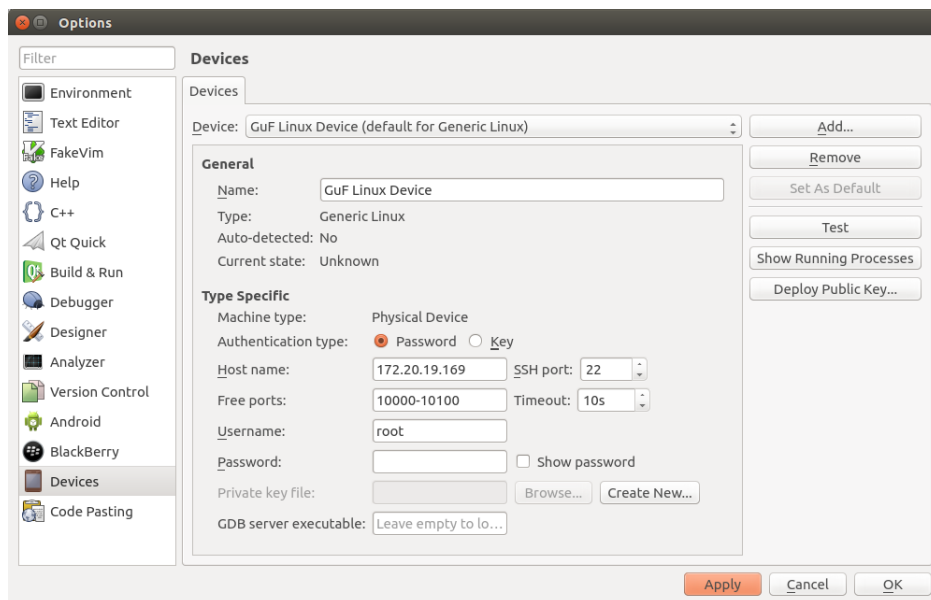 Options
Filter
Environment
Text Editor
FakeVim
Help
C++
Qt Quick
Build & Run
Debugger
Designer
Analyzer
Version Control
Android
BlackBerry
Devices
Code Pasting
Devices
Devices
Device: GuF Linux Device (default for Generic Linux)
General
Name: GuF Linux Device
Type: Generic Linux
Auto-detected: No
Current state: Unknown
Type Specific
Machine type: Physical Device
Authentication type: Password Key
Host name: 172.20.19.169 SSH port: 22
Free ports: 10000-10100 Timeout: 10s
Username: root
Password: Show password
Private key file: Browse... Create New...
GDB server executable: Leave empty to lo...
Add...
Remove
Set As Default
Test
Show Running Processes
Deploy Public Key...
Apply Cancel OK